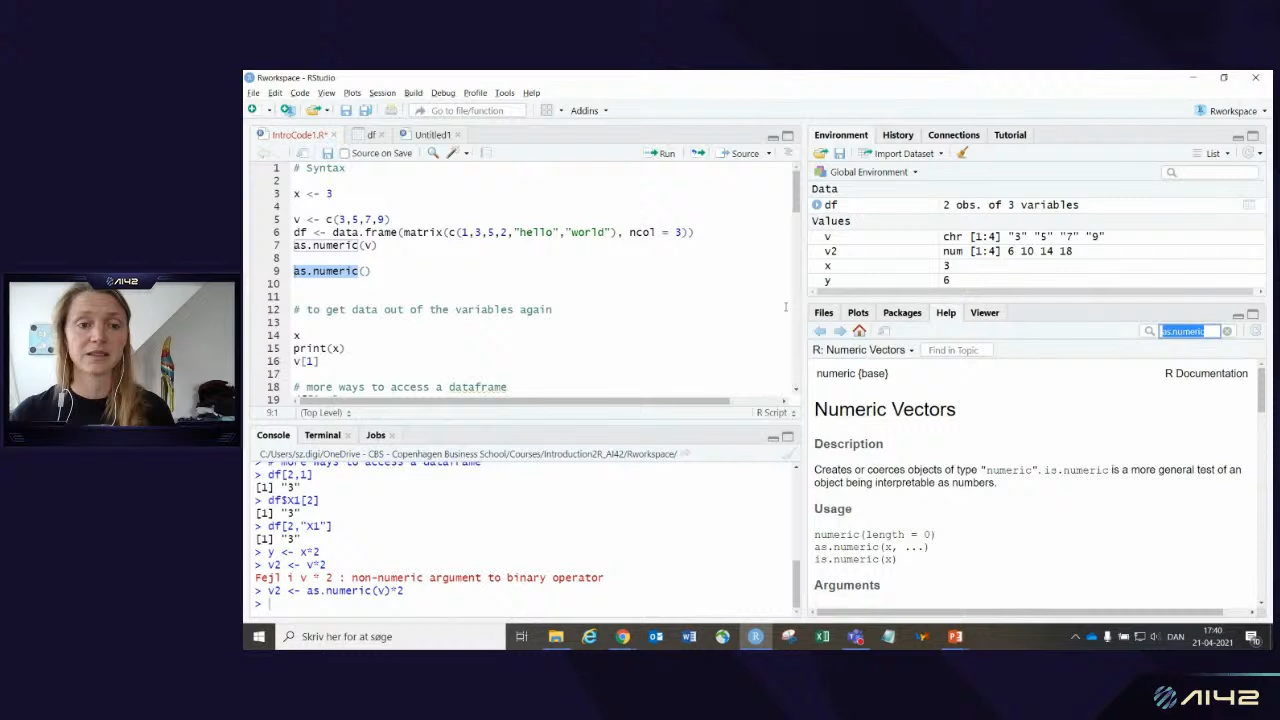 Rworkspace - RStudio
File Edit Code View Plots Session Build Debug Profile Tools Help
Go to file/function
Addins
Rworkspace
IntroCode1.R*
df
Untitled1
Source on Save
Run
Source
1 # Syntax
2
3 x <- 3
4
5 v <- c(3,5,7,9)
6 df <- data.frame(matrix(c(1,3,5,2,"hello","world"), ncol = 3))
7 as.numeric(v)
8
9 as.numeric()
10
11
12 # to get data out of the variables again
13
14 x
15 print(x)
16 v[1]
17
18 # more ways to access a dataframe
19
9:1 (Top Level) R Script
Console Terminal Jobs
C:/Users/sz.digi/OneDrive - CBS - Copenhagen Business School/Courses/Introduction2R_AI42/Rworkspace/
> # more ways to access a dataframe
> df[2,1]
[1] "3"
> df$X1[2]
[1] "3"
> df[2,"X1"]
[1] "3"
> y <- x*2
> v2 <- v*2
Fejl i v * 2 : non-numeric argument to binary operator
> v2 <- as.numeric(v)*2
>
Environment History Connections Tutorial
Import Dataset
List
Global Environment
Data
df 2 obs. of 3 variables
Values
v chr [1:4] "3" "5" "7" "9"
v2 num [1:4] 6 10 14 18
x 3
y 6
Files Plots Packages Help Viewer
as.numeric
R: Numeric Vectors
Find in Topic
numeric {base} R Documentation
Numeric Vectors
Description
Creates or coerces objects of type "numeric". is.numeric is a more general test of an
object being interpretable as numbers.
Usage
numeric(length = 0)
as.numeric(x, ...)
is.numeric(x)
Arguments
Skriv her for at søge
DAN
17:40
21-04-2021
AI42
AI42